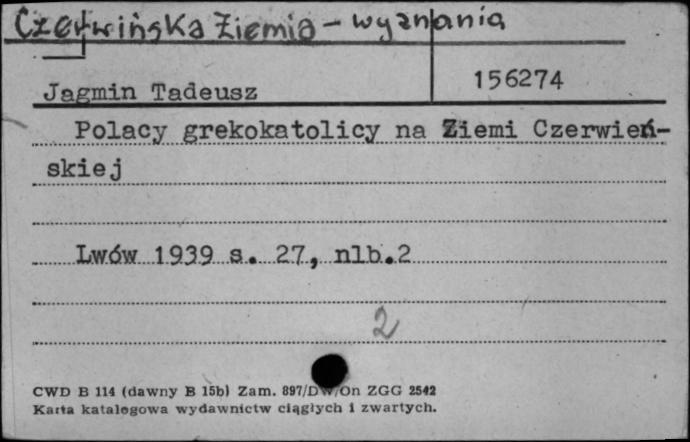 Czerwińska Ziemia - wyznania
Jagmin Tadeusz
156274
Polacy grekokatolicy na Ziemi Czerwień-
skiej
Lwów 1939 s. 27, nlb.2
2
CWD B 114 (dawny B 15b) Zam. 897/DW/On ZGG 2542
Karta katalogowa wydawnictw ciągłych i zwartych.